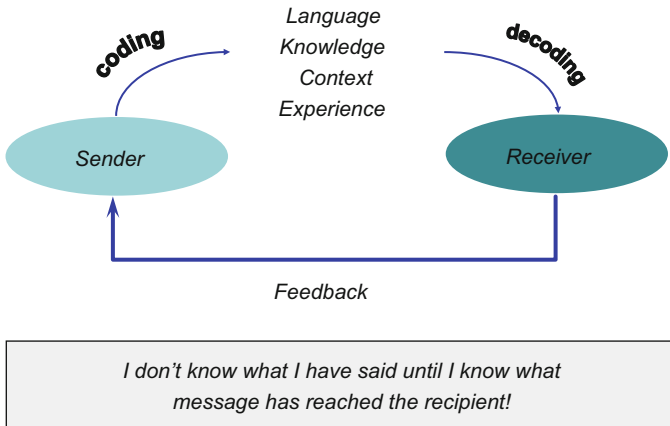 Language
coding
Knowledge
decoding
Context
Experience
Sender
Receiver
Feedback
I don't know what I have said until I know what
message has reached the recipient!